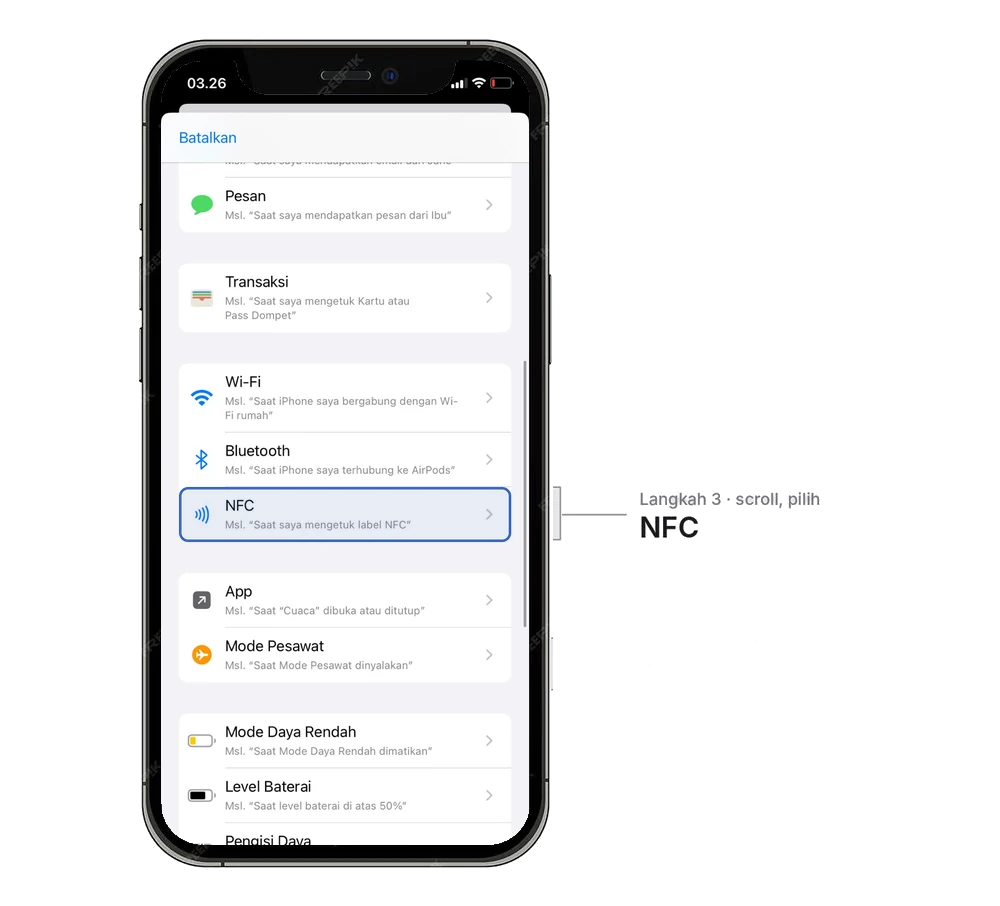 03.26
Batalkan
Pesan
Msl. “Saat saya mendapatkan pesan dari Ibu”
Transaksi
Msl. “Saat saya mengetuk Kartu atau
Pass Dompet”
Wi-Fi
Msl. “Saat iPhone saya bergabung dengan Wi-
Fi rumah”
Bluetooth
Msl. “Saat iPhone saya terhubung ke AirPods”
NFC
Msl. “Saat saya mengetuk label NFC”
Langkah 3 · scroll, pilih
NFC
App
Msl. “Saat “Cuaca” dibuka atau ditutup”
Mode Pesawat
Msl. “Saat Mode Pesawat dinyalakan”
Mode Daya Rendah
Msl. “Saat Mode Daya Rendah dimatikan”
Level Baterai
Msl. “Saat level baterai di atas 50%”
Pengisi Daya